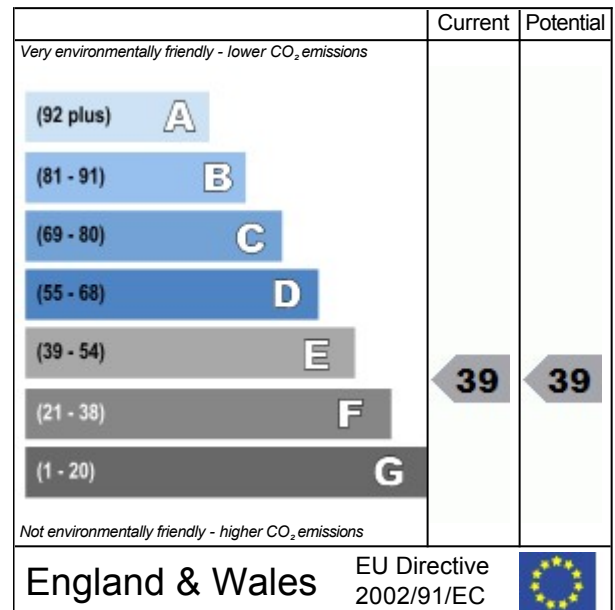 Current Potential
Very environmentally friendly - lower CO₂ emissions
(92 plus) A
(81 - 91) B
(69 - 80) C
(55 - 68) D
(39 - 54) E
39 39
(21 - 38) F
(1 - 20) G
Not environmentally friendly - higher CO₂ emissions
England & Wales
EU Directive
2002/91/EC